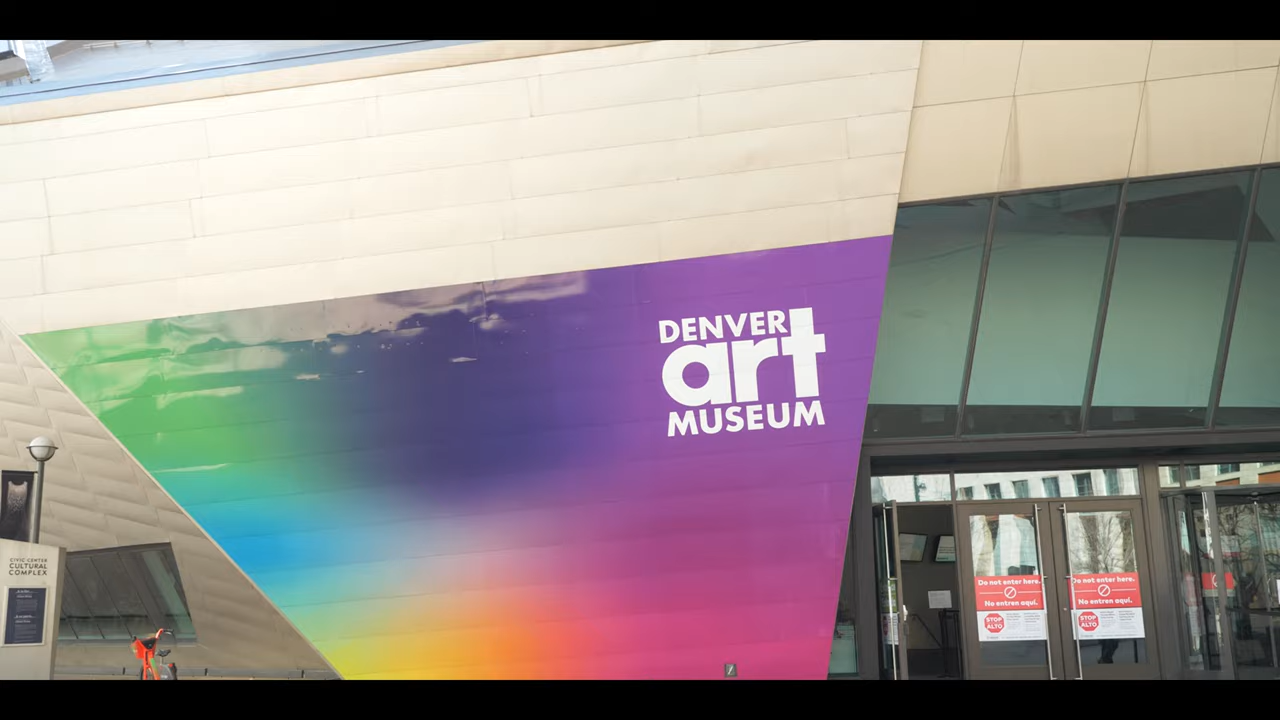 DENVER
art
MUSEUM
CIVIC CENTER
CULTURAL
COMPLEX
Do not enter here.
No entren aquí.
STOP
ALTO
Do not enter here.
No entren aquí.
STOP
ALTO